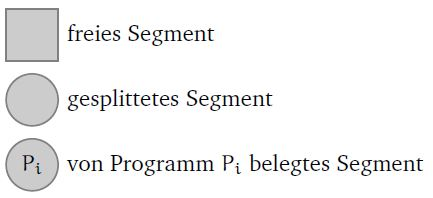 freies Segment
gesplittetes Segment
Pi von Programm Pi belegtes Segment